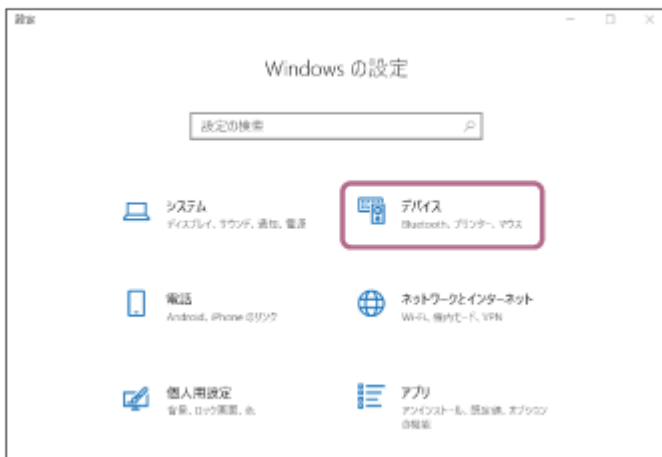 設定
Windows の設定
設定の検索
システム
ディスプレイ、サウンド、通知、電源
デバイス
Bluetooth、プリンター、マウス
電話
Android、iPhone のリンク
ネットワークとインターネット
Wi-Fi、機内モード、VPN
個人用設定
背景、ロック画面、色
アプリ
アンインストール、既定値、オプション
の機能